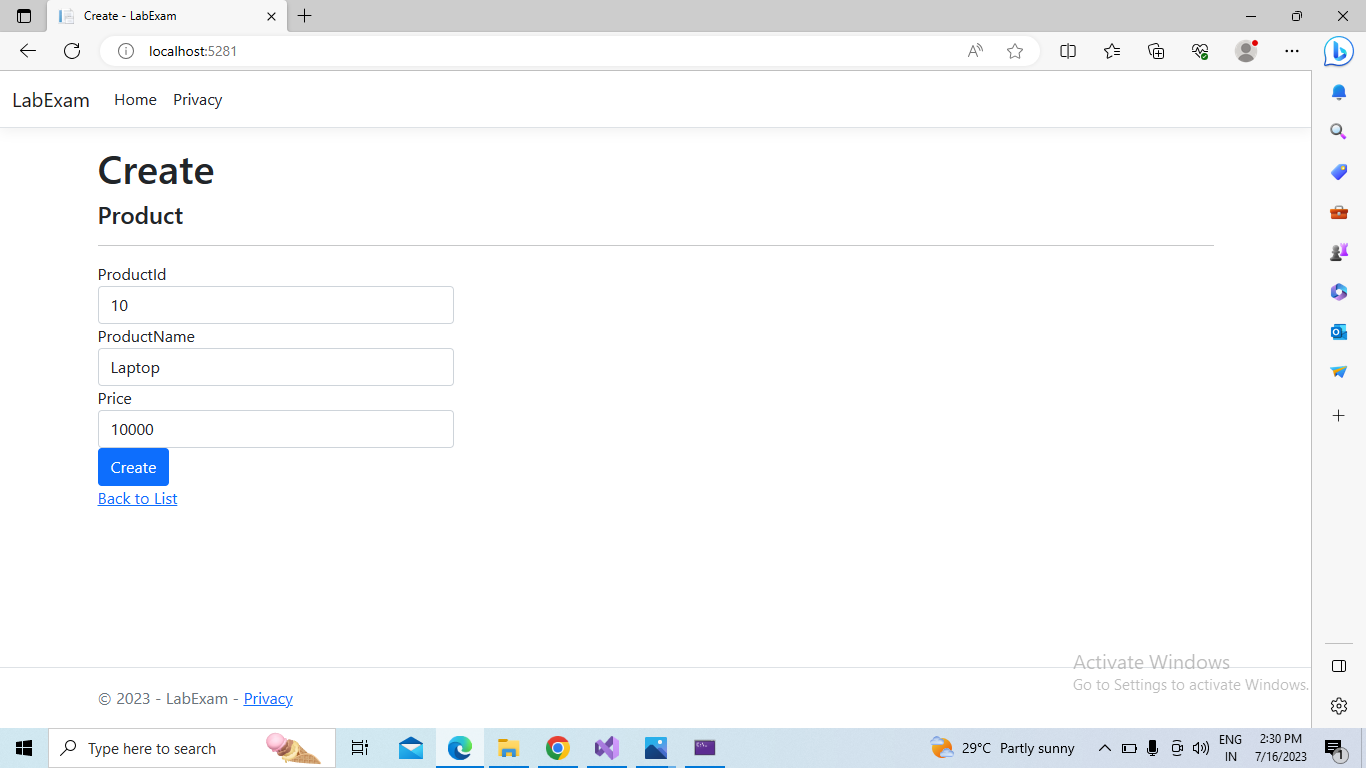 Create - LabExam
localhost:5281
LabExam Home Privacy
Create
Product
ProductId
10
ProductName
Laptop
Price
10000
Create
Back to List
Activate Windows
Go to Settings to activate Windows.
© 2023 - LabExam - Privacy
Type here to search
29°C Partly sunny
ENG
IN
2:30 PM
7/16/2023
1